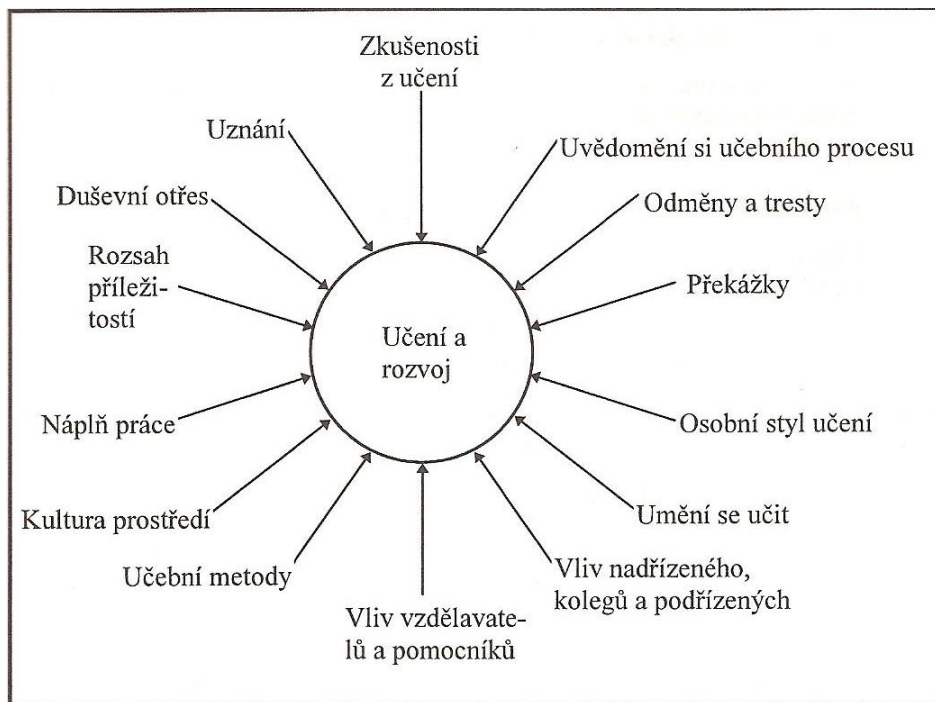 Zkušenosti
z učení
Uznání
Uvědomění si učebního procesu
Duševní otřes
Odměny a tresty
Rozsah
příleži-
tostí
Překážky
Učení a
rozvoj
Náplň práce
Osobní styl učení
Kultura prostředí
Umění se učit
Učební metody
Vliv nadřízeného,
kolegů a podřízených
Vliv vzdělavate-
lů a pomocníků